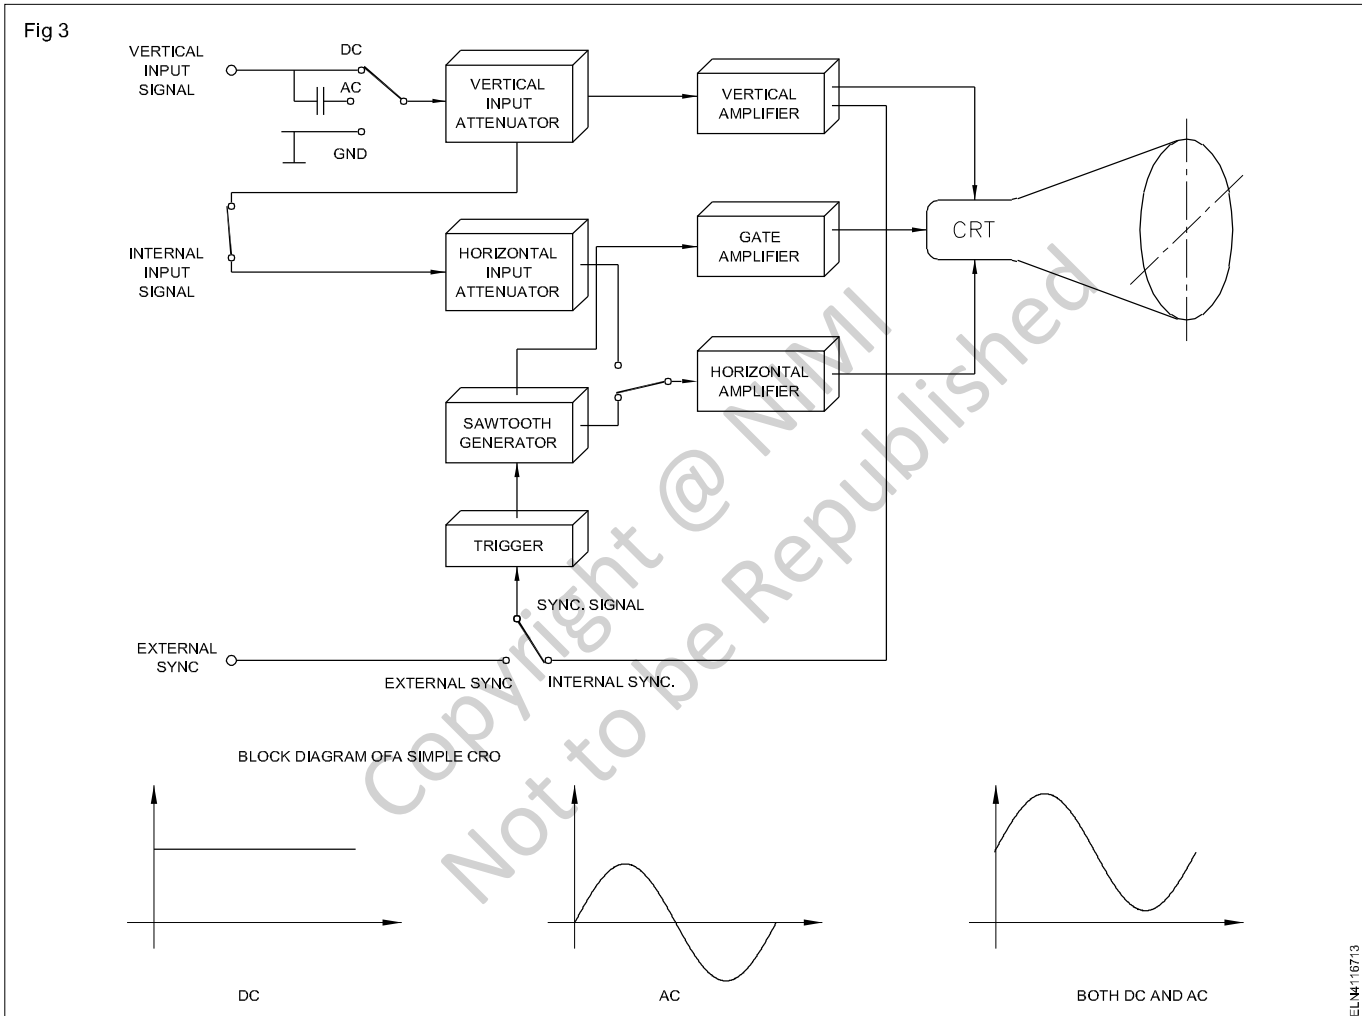 Fig 3
VERTICAL
INPUT
SIGNAL
DC
AC
GND
VERTICAL
INPUT
ATTENUATOR
VERTICAL
AMPLIFIER
INTERNAL
INPUT
SIGNAL
HORIZONTAL
INPUT
ATTENUATOR
GATE
AMPLIFIER
CRT
HORIZONTAL
AMPLIFIER
SAWTOOTH
GENERATOR
TRIGGER
SYNC. SIGNAL
EXTERNAL
SYNC
EXTERNAL SYNC
INTERNAL SYNC.
BLOCK DIAGRAM OFA SIMPLE CRO
DC
AC
BOTH DC AND AC
ELN4116713
Copyright @ NIMI
Not to be Republished